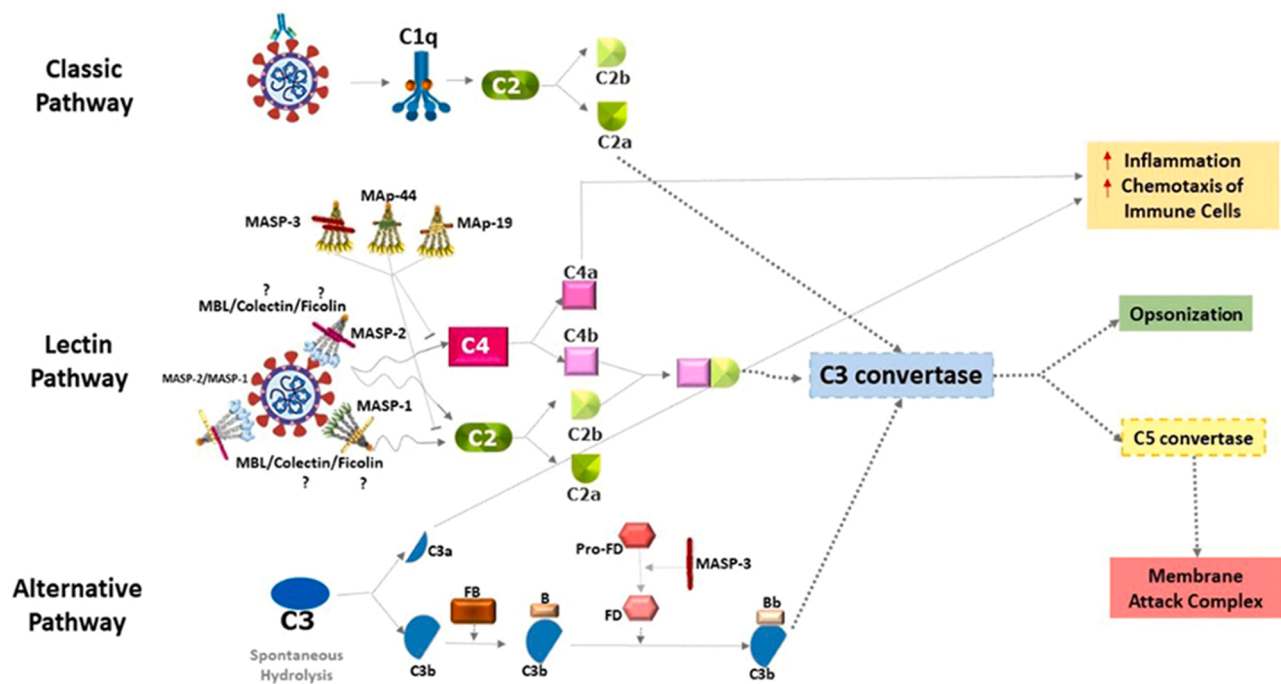 Classic
Pathway
C1q
C2
C2b
C2a
Inflammation
Chemotaxis of
Immune Cells
MASP-3
MAp-44
MAp-19
?
?
MBL/Colectin/Ficolin
MASP-2
Lectin
Pathway
MASP-2/MASP-1
MASP-1
MBL/Colectin/Ficolin
?
?
C4
C4a
C4b
C2
C2b
C2a
C3 convertase
Opsonization
C5 convertase
Membrane
Attack Complex
Alternative
Pathway
C3
Spontaneous
Hydrolysis
C3a
C3b
FB
B
C3b
Pro-FD
MASP-3
FD
Bb
C3b